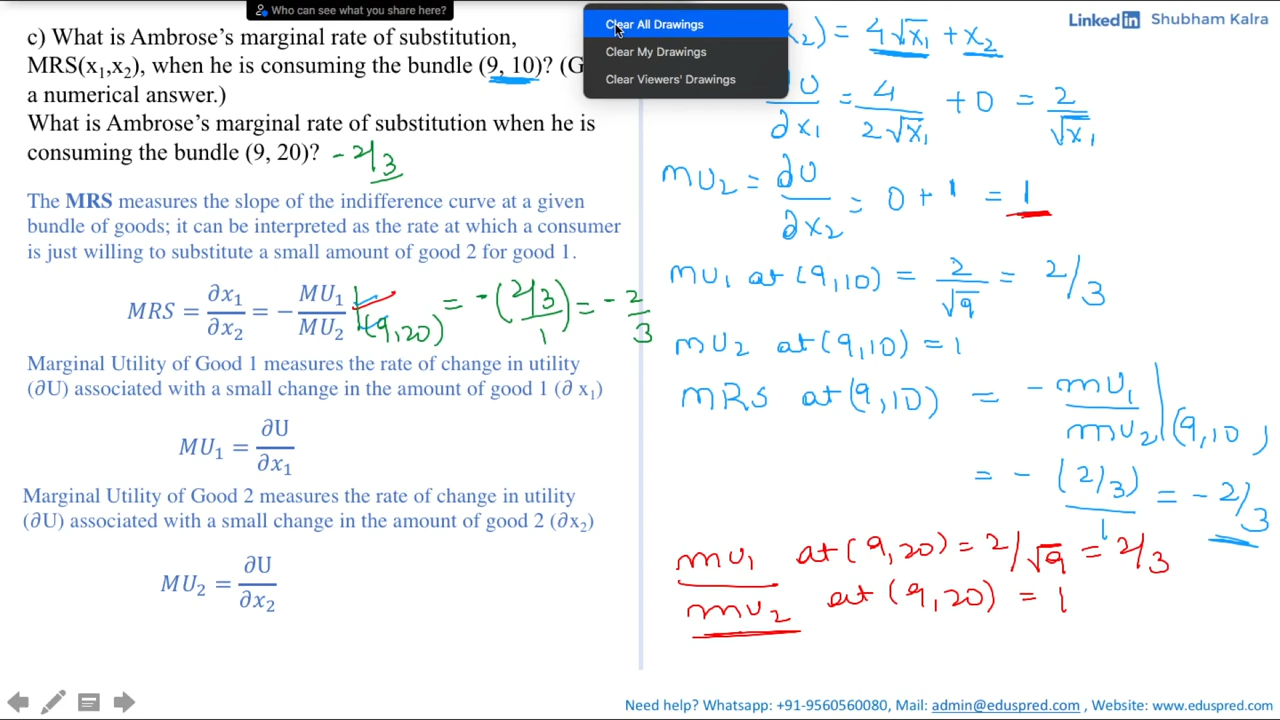 Who can see what you share here?
Clear All Drawings
Clear My Drawings
Clear Viewers' Drawings
LinkedIn Shubham Kalra
c) What is Ambrose's marginal rate of substitution,
MRS(x₁,x₂), when he is consuming the bundle (9, 10)? (G
a numerical answer.)
What is Ambrose's marginal rate of substitution when he is
consuming the bundle (9, 20)? - 2/3
The MRS measures the slope of the indifference curve at a given
bundle of goods; it can be interpreted as the rate at which a consumer
is just willing to substitute a small amount of good 2 for good 1.
MRS = ∂x₁/∂x₂ = - MU₁/MU₂ |(9,20) = -(2/3 / 1) = - 2/3
Marginal Utility of Good 1 measures the rate of change in utility
(∂U) associated with a small change in the amount of good 1 (∂ x₁)
MU₁ = ∂U/∂x₁
Marginal Utility of Good 2 measures the rate of change in utility
(∂U) associated with a small change in the amount of good 2 (∂x₂)
MU₂ = ∂U/∂x₂
x₂) = 4√x₁ + x₂
∂U/∂x₁ = 4/2√x₁ + 0 = 2/√x₁
MU₂ = ∂U/∂x₂ = 0 + 1 = 1
MU₁ at (9,10) = 2/√9 = 2/3
MU₂ at (9,10) = 1
MRS at (9,10) = - MU₁/MU₂ |(9,10)
= - (2/3)/1 = - 2/3
MU₁ at (9,20) = 2/√9 = 2/3
MU₂ at (9,20) = 1
Need help? Whatsapp: +91-9560560080, Mail: admin@eduspred.com, Website: www.eduspred.com